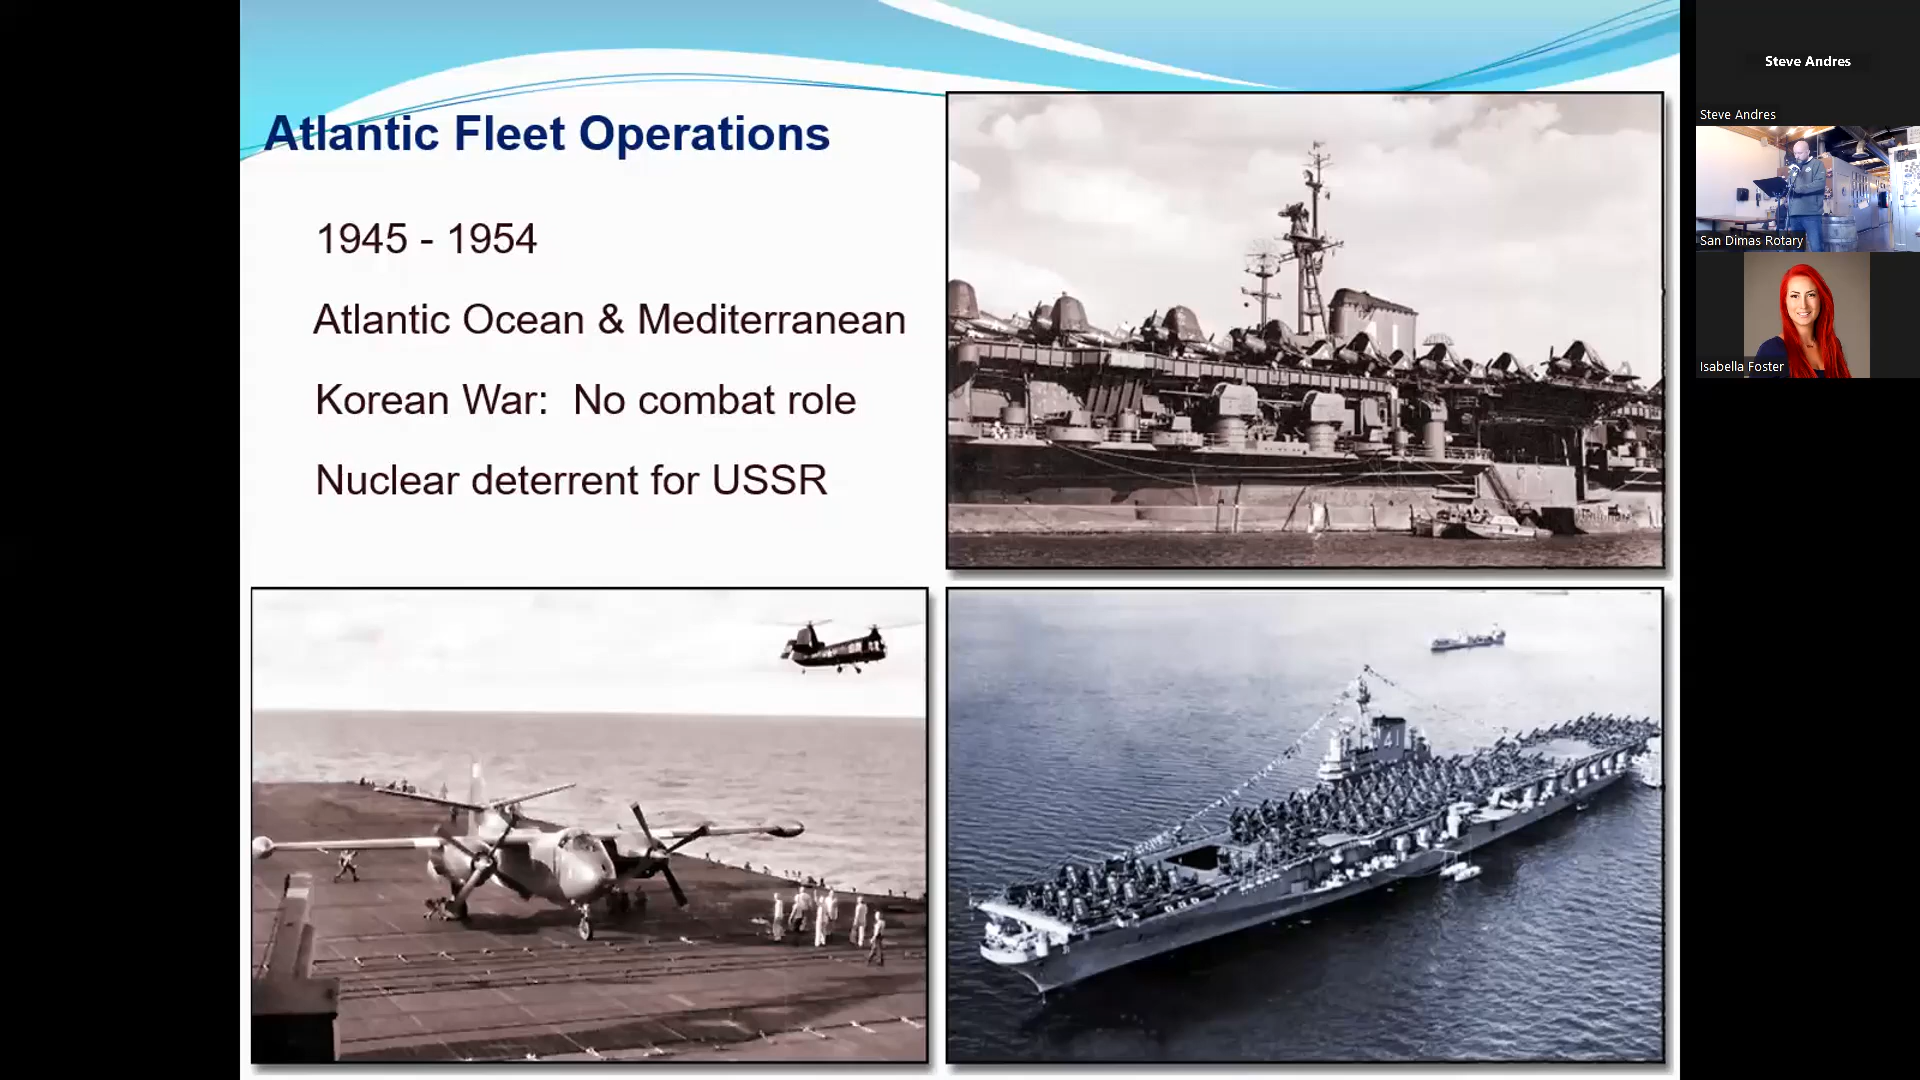 Atlantic Fleet Operations
1945 - 1954
Atlantic Ocean & Mediterranean
Korean War: No combat role
Nuclear deterrent for USSR
41
Steve Andres
Steve Andres
San Dimas Rotary
Isabella Foster